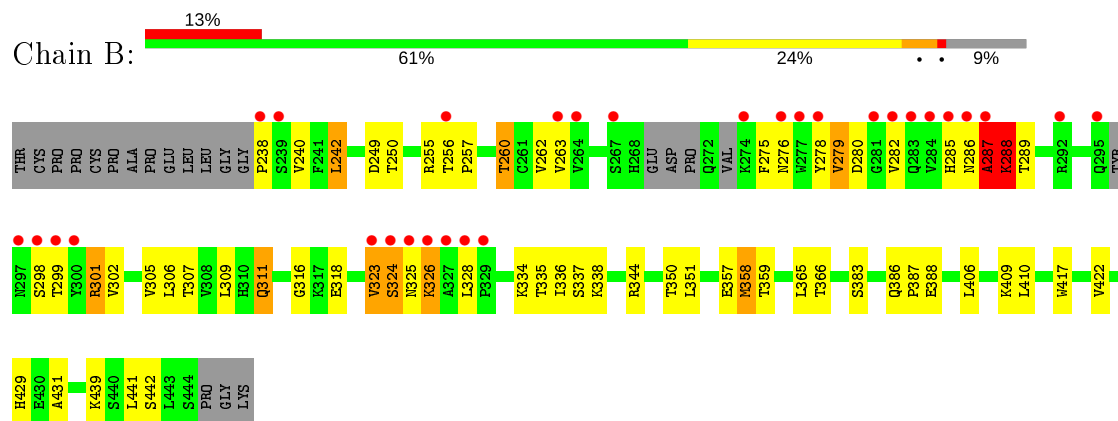 13%
Chain B:
61% 24% • • 9%
THR CYS PRO PRO CYS PRO ALA PRO GLU LEU LEU GLY GLY P238 S239 V240 F241 L242 D249 T250 R255 T256 P257 T260 C261 V262 V263 V264 S267 H268 GLU ASP PRO Q272 VAL K274 F275 N276 W277 Y278 V279 D280 G281 V282 Q283 V284 H285 N286 A287 K288 T289 R292 Q295 TYR
N297 S298 T299 Y300 R301 V302 V305 L306 T307 V308 L309 H310 Q311 G316 K317 E318 V323 S324 N325 K326 A327 L328 P329 K334 T335 I336 S337 K338 R344 T350 L351 E357 M358 T359 L365 T366 S383 Q386 P387 E388 L406 K409 L410 W417 V422
H429 E430 A431 K439 S440 L441 S442 L443 S444 PRO GLY LYS